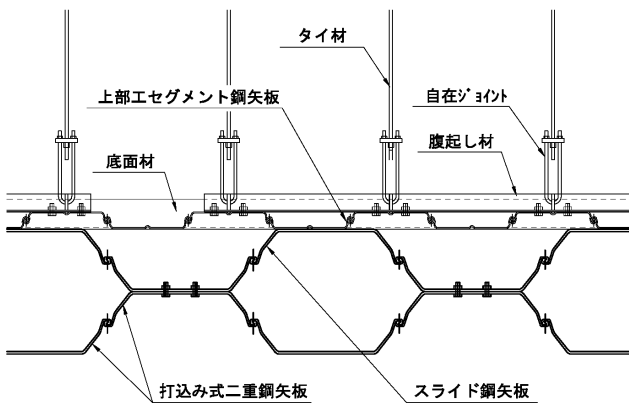 タイ材
上部工セグメント鋼矢板
自在ｼﾞｮｲﾝﾄ
腹起し材
底面材
打込み式二重鋼矢板
スライド鋼矢板